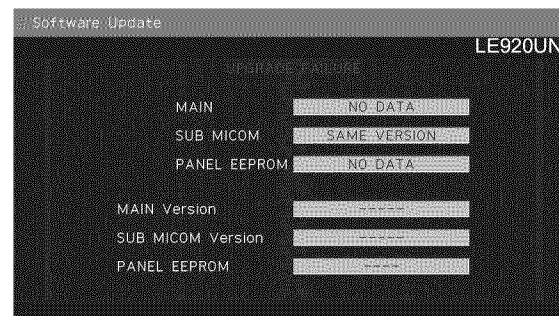 Software Update
LE920UN
UPGRADE FAILURE
MAIN NO DATA
SUB MICOM SAME VERSION
PANEL EEPROM NO DATA
MAIN Version -----
SUB MICOM Version -----
PANEL EEPROM ----